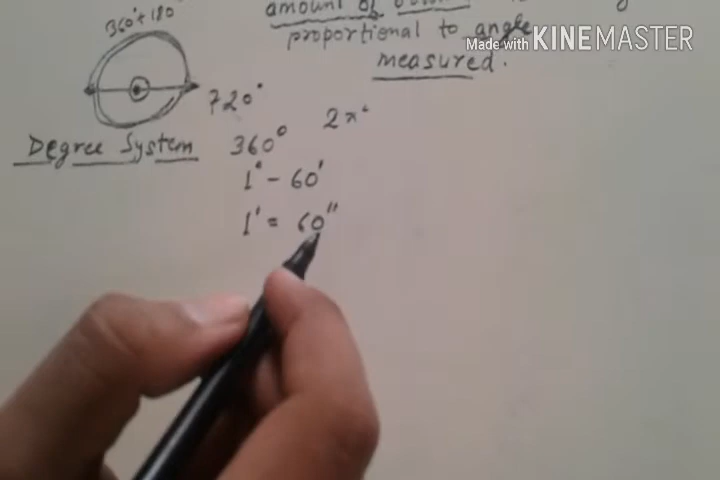 amount of
proportional to angle
measured.
Made with KINEMASTER
360° + 180°
720°
Degree System 360° 2π
1° - 60'
1' = 60"